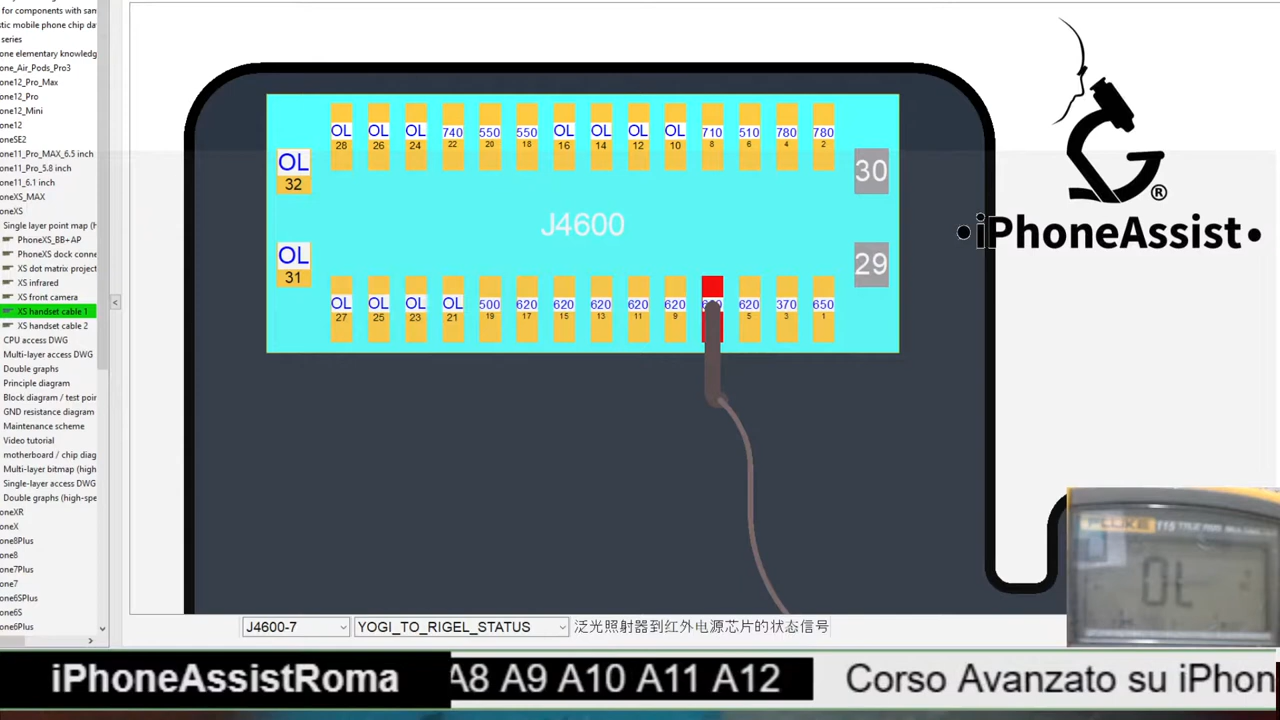 for components with san
stic mobile phone chip da
series
one elementary knowledg
one_Air_Pods_Pro3
one12_Pro_Max
one12_Pro
one12_Mini
one12
oneSE2
one11_Pro_MAX_6.5 inch
one11_Pro_5.8 inch
one11_6.1 inch
oneXS_MAX
oneXS
Single layer point map (h
PhoneXS_BB+AP
PhoneXS dock conne
XS dot matrix project
XS infrared
XS front camera
XS handset cable 1
XS handset cable 2
CPU access DWG
Multi-layer access DWG
Double graphs
Principle diagram
Block diagram / test poin
GND resistance diagram
Maintenance scheme
Video tutorial
motherboard / chip diag
Multi-layer bitmap (high
Single-layer access DWG
Double graphs (high-spe
oneXR
oneX
one8Plus
one8
one7Plus
one7
one6SPlus
one6S
one6Plus
<
OL OL OL 740 550 550 OL OL OL OL 710 510 780 780
28 26 24 22 20 18 16 14 12 10 8 6 4 2
OL
32
30
J4600
OL
31
29
OL OL OL OL 500 620 620 620 620 620 620 370 650
27 25 23 21 19 17 15 13 11 9 5 3 1
®
iPhoneAssist
FLUKE 115
OL
J4600-7
YOGI_TO_RIGEL_STATUS
泛光照射器到红外电源芯片的状态信号
iPhoneAssistRoma
A8 A9 A10 A11 A12
Corso Avanzato su iPhon